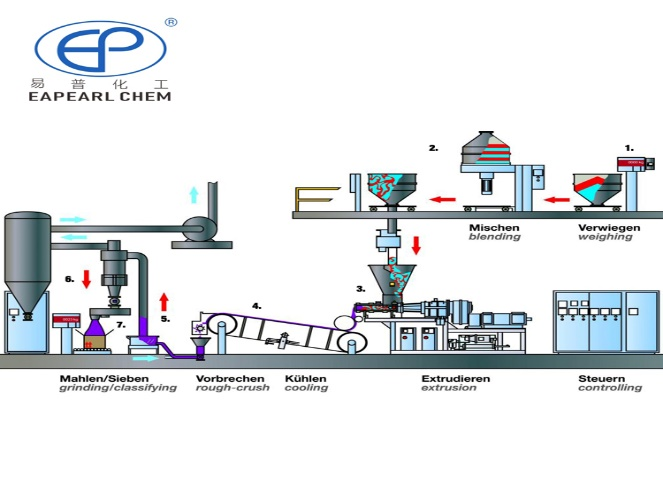 ®
EP
易 普 化 工
EAPEARL CHEM
2.
1.
Mischen
blending
Verwiegen
weighing
6.
3.
7.
5.
4.
Mahlen/Sieben
grinding/classifying
Vorbrechen
rough-crush
Kühlen
cooling
Extrudieren
extrusion
Steuern
controlling